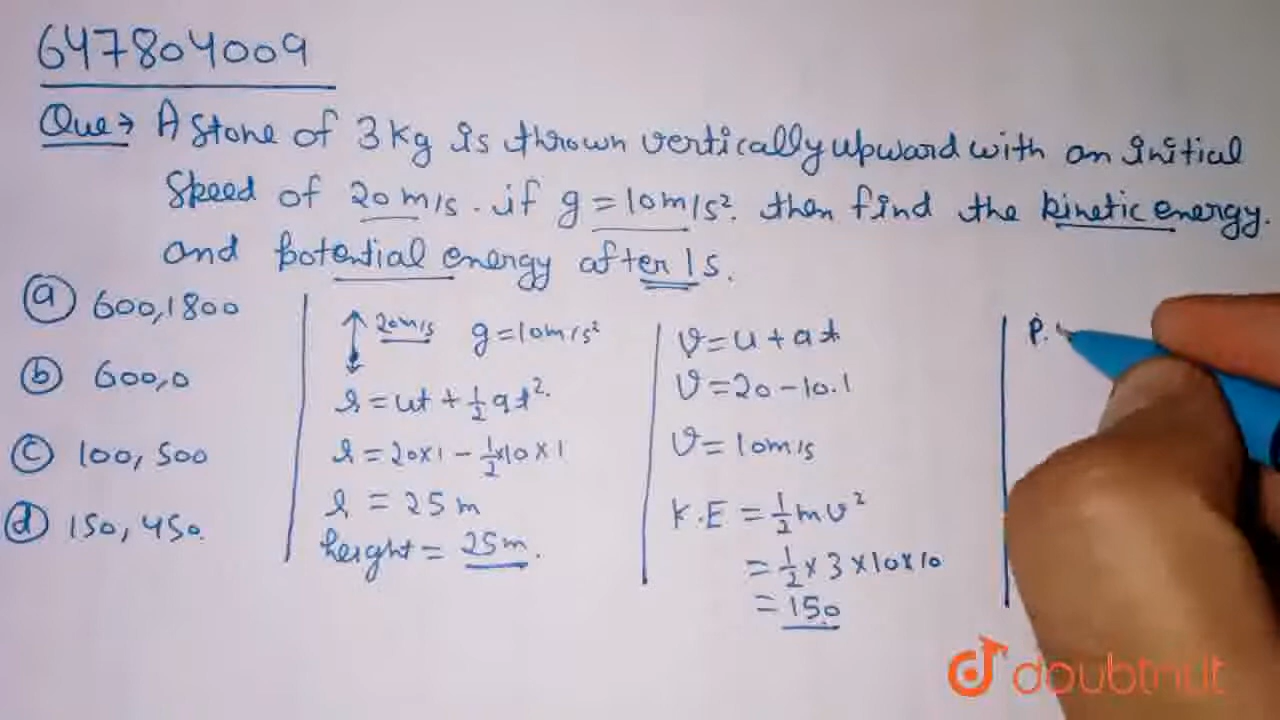 647804009
Que→ A stone of 3 kg is thrown vertically upward with an initial
speed of 20 m/s. if g = 10 m/s². then find the kinetic energy.
and potential energy after 1 s.
(a) 600, 1800
(b) 600, 0
(c) 100, 500
(d) 150, 450.
20 m/s g = 10 m/s²
s = ut + 1/2 at².
s = 20×1 − 1/2×10×1
s = 25 m
height = 25 m.
v = u + at
v = 20 − 10.1
v = 10 m/s
K.E = 1/2 mv²
= 1/2 × 3 × 10 × 10
= 150
P.
doubtnut